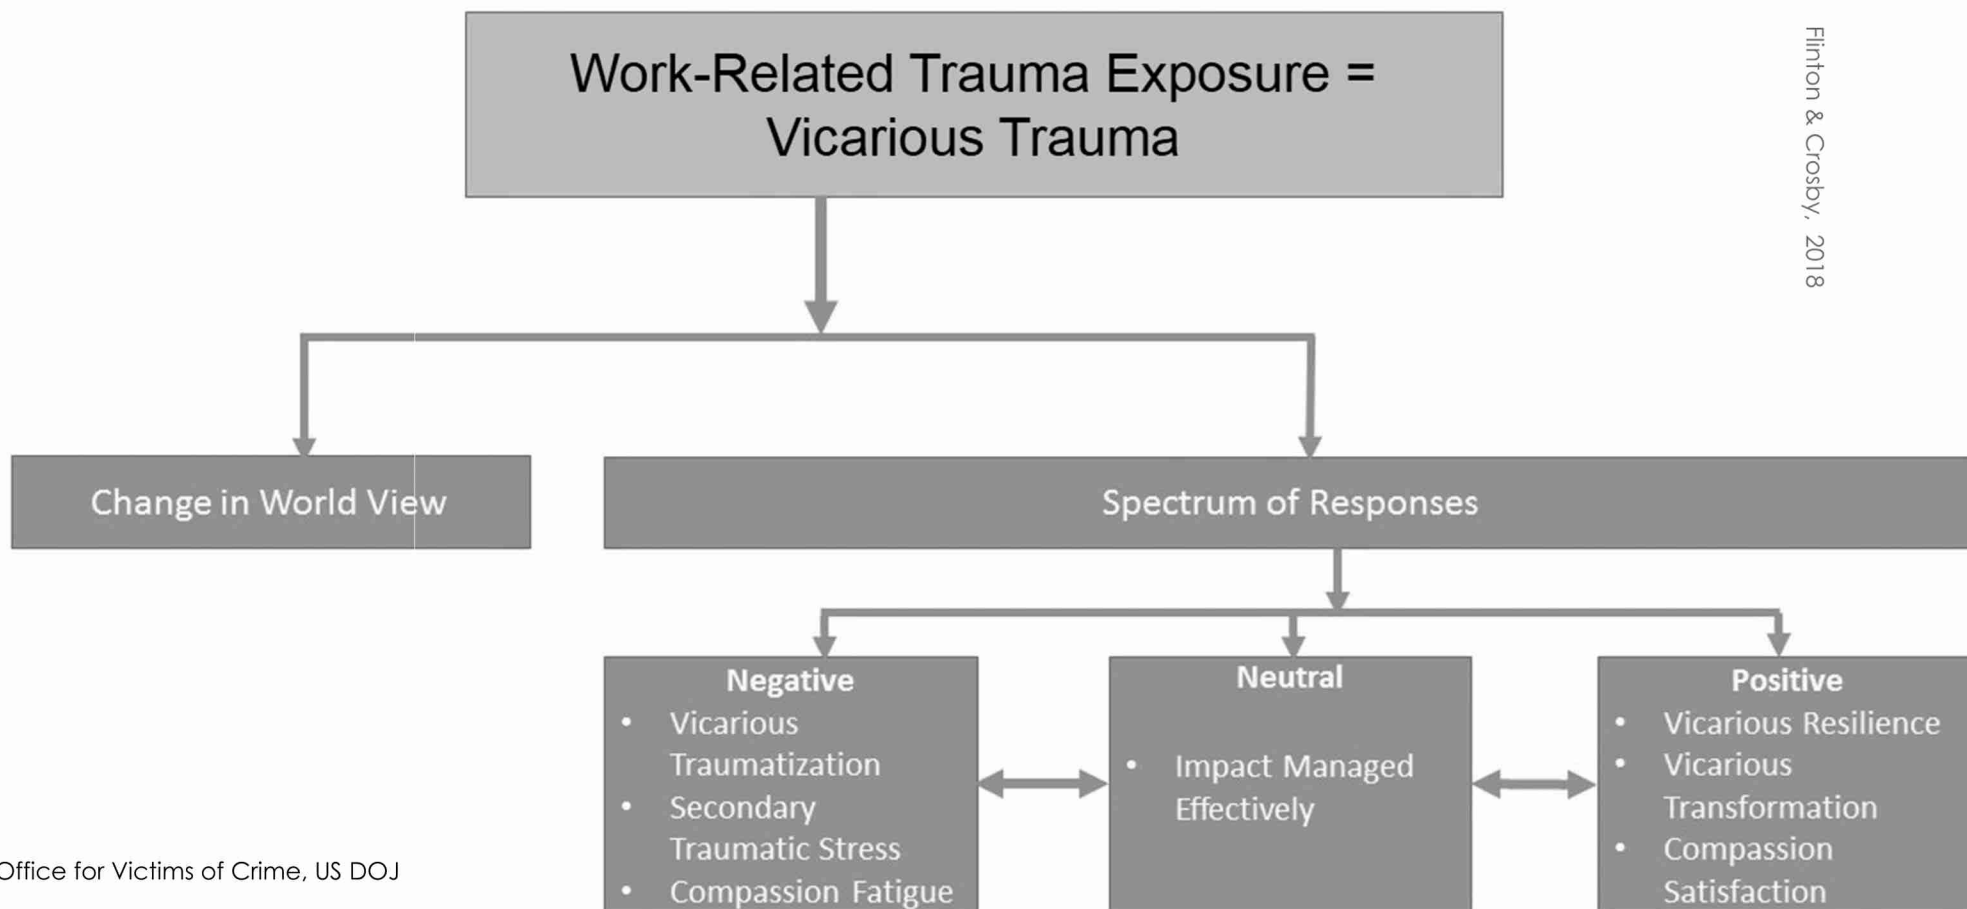 Work-Related Trauma Exposure =
Vicarious Trauma
Flinton & Crosby, 2018
Change in World View
Spectrum of Responses
Negative
• Vicarious
Traumatization
• Secondary
Traumatic Stress
• Compassion Fatigue
Neutral
• Impact Managed
Effectively
Positive
• Vicarious Resilience
• Vicarious
Transformation
• Compassion
Satisfaction
Office for Victims of Crime, US DOJ